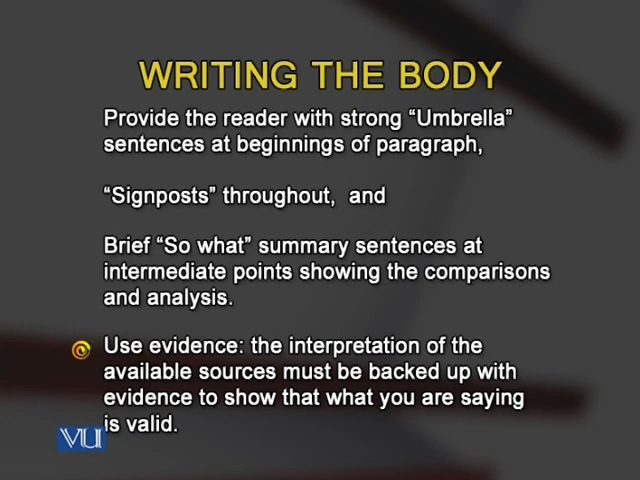 WRITING THE BODY
Provide the reader with strong “Umbrella”
sentences at beginnings of paragraph,
“Signposts” throughout, and
Brief “So what” summary sentences at
intermediate points showing the comparisons
and analysis.
Use evidence: the interpretation of the
available sources must be backed up with
evidence to show that what you are saying
is valid.
VU